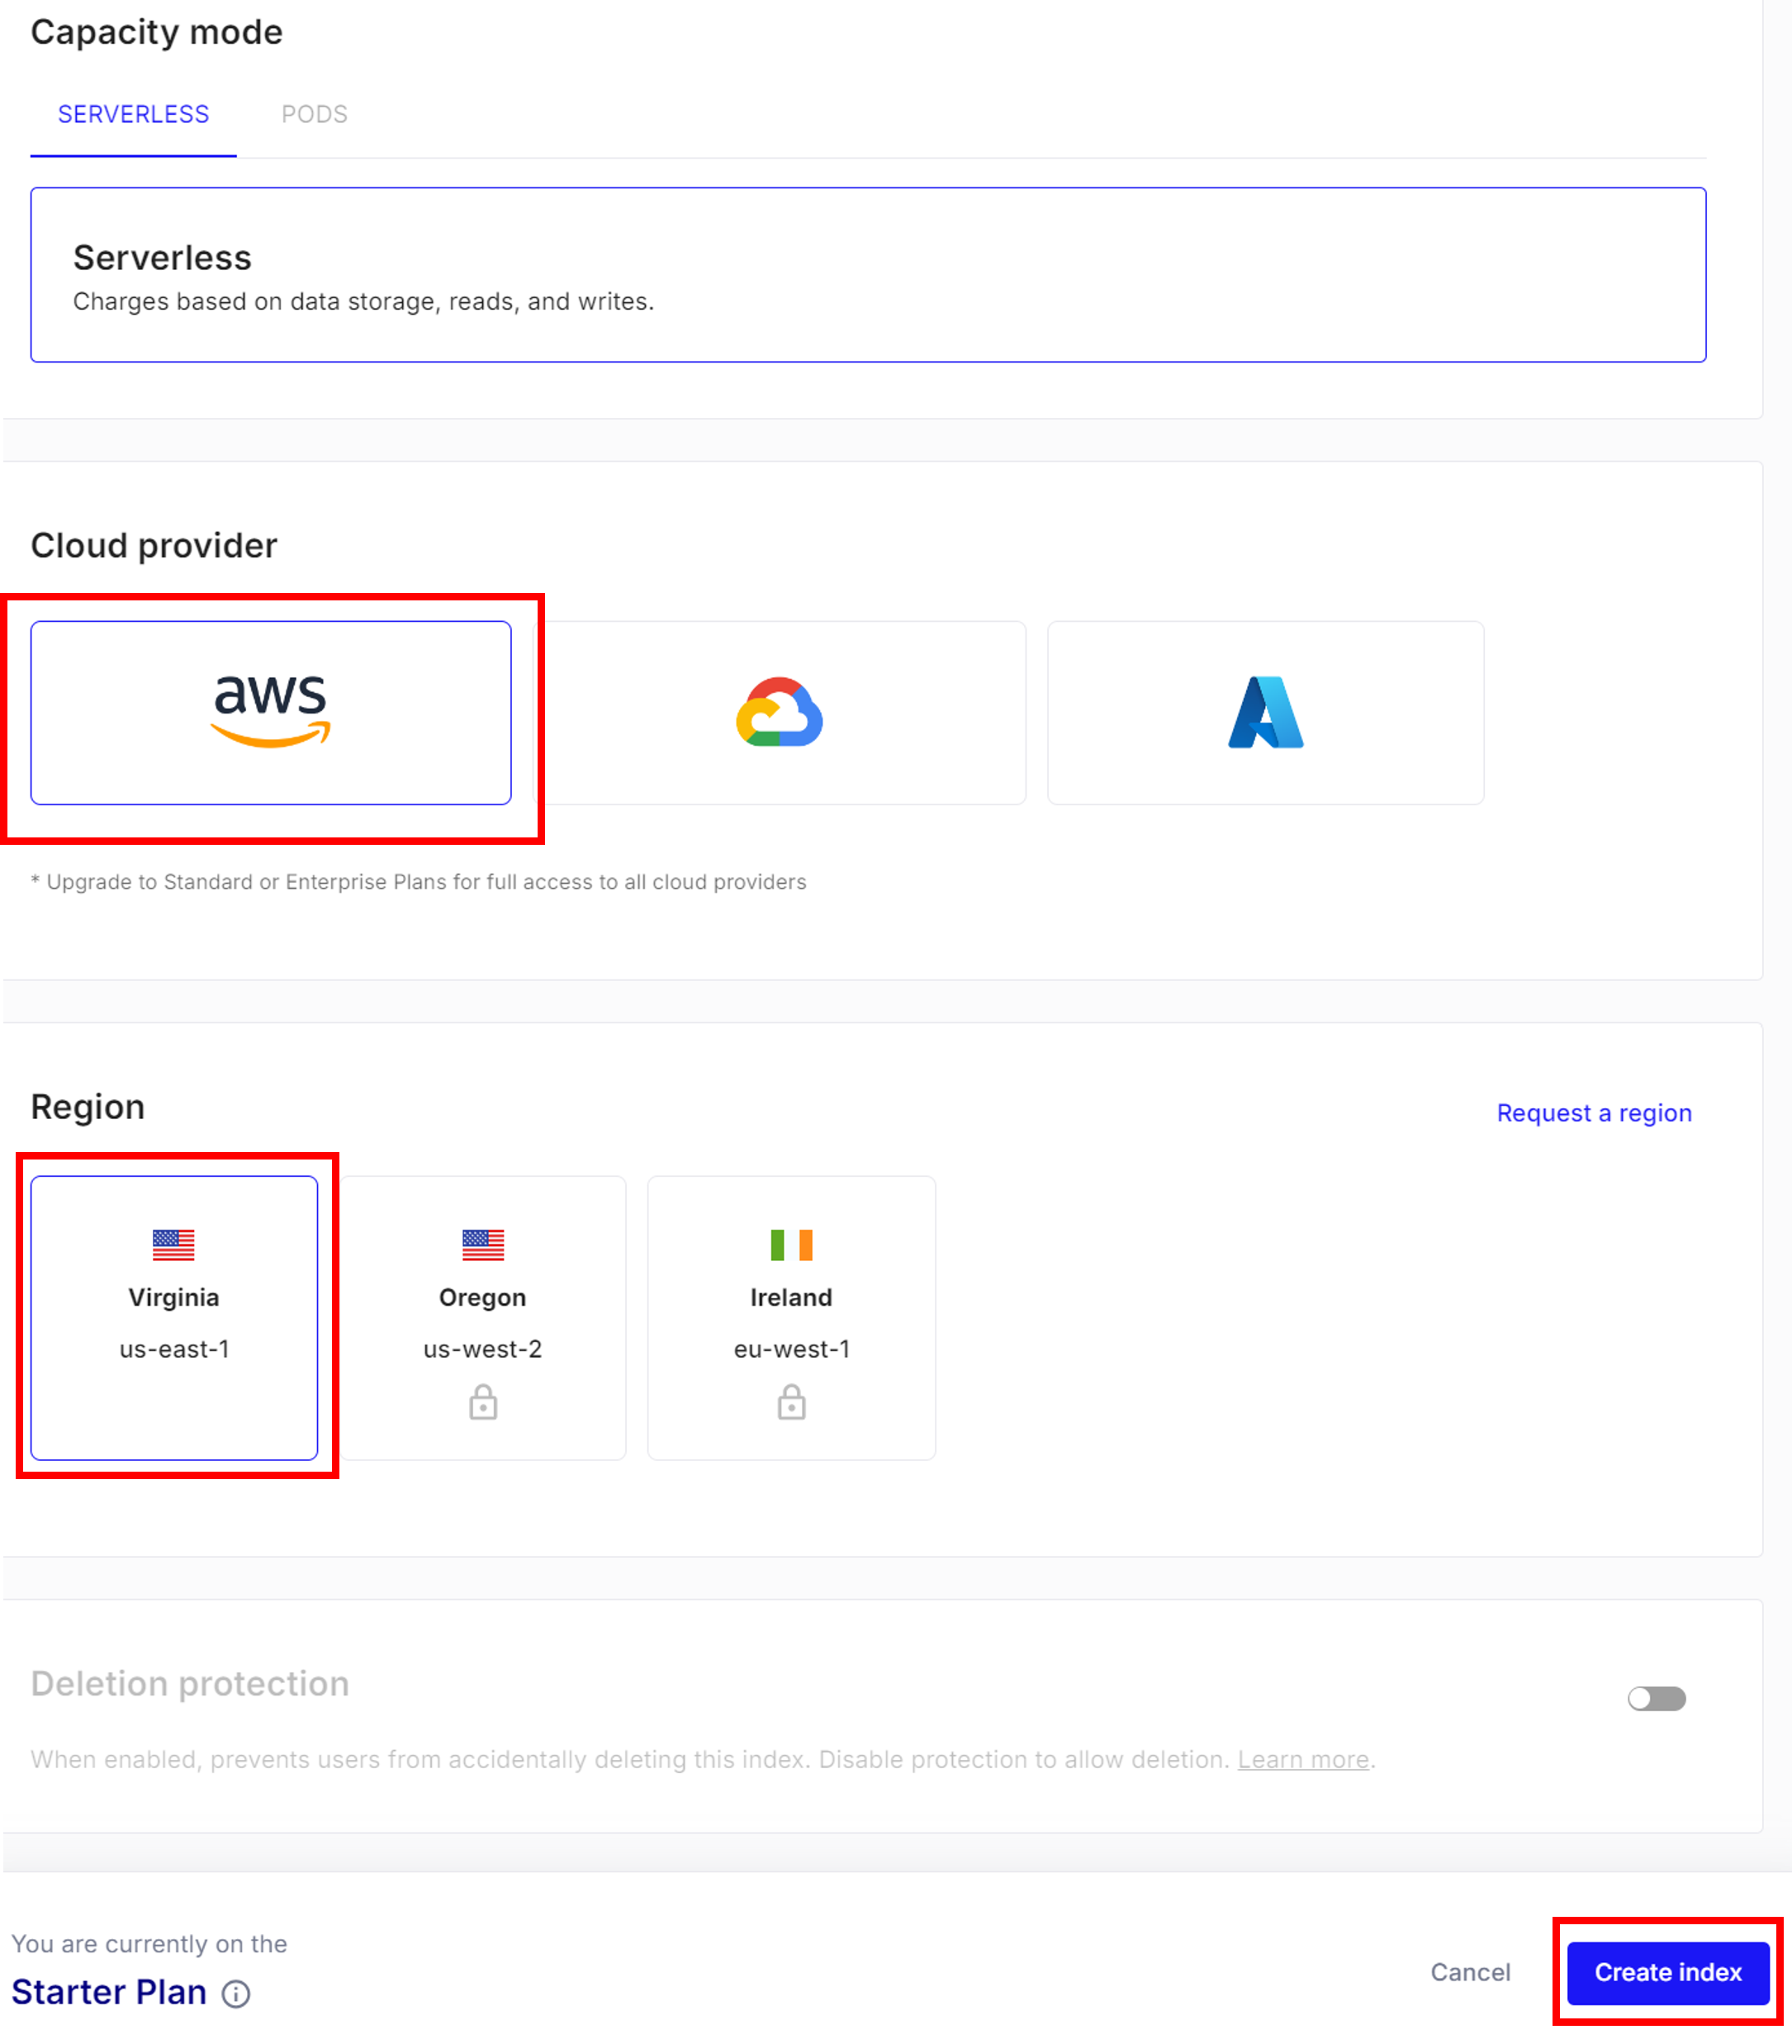 Capacity mode
SERVERLESS PODS
Serverless
Charges based on data storage, reads, and writes.
Cloud provider
aws
* Upgrade to Standard or Enterprise Plans for full access to all cloud providers
Region
Request a region
Virginia Oregon Ireland
us-east-1 us-west-2 eu-west-1
Deletion protection
When enabled, prevents users from accidentally deleting this index. Disable protection to allow deletion. Learn more.
You are currently on the
Starter Plan
Cancel Create index